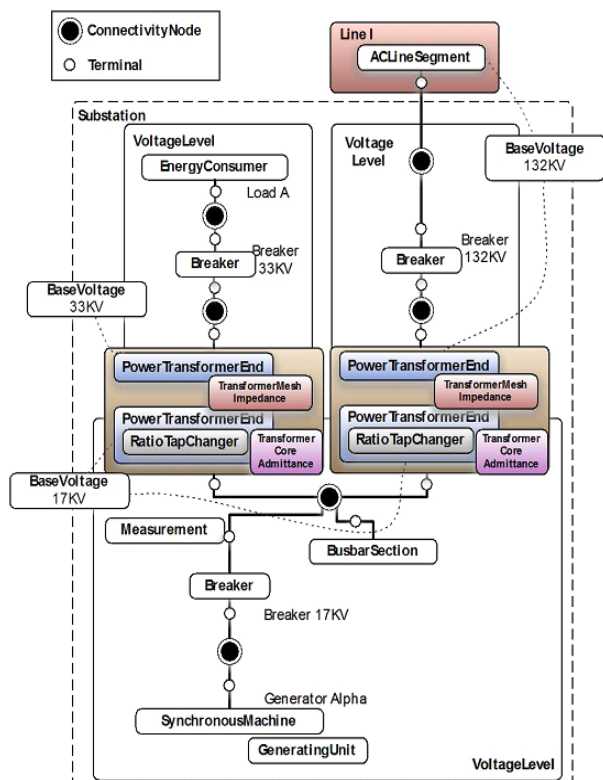 ConnectivityNode
Terminal
Line I
ACLineSegment
Substation
VoltageLevel
EnergyConsumer
Load A
Breaker
33KV
Breaker
BaseVoltage
33KV
Voltage
Level
BaseVoltage
132KV
Breaker
132KV
Breaker
PowerTransformerEnd
TransformerMesh
Impedance
PowerTransformerEnd
RatioTapChanger
Transformer
Core
Admittance
PowerTransformerEnd
TransformerMesh
Impedance
PowerTransformerEnd
RatioTapChanger
Transformer
Core
Admittance
BaseVoltage
17KV
Measurement
BusbarSection
Breaker
Breaker 17KV
Generator Alpha
SynchronousMachine
GeneratingUnit
VoltageLevel